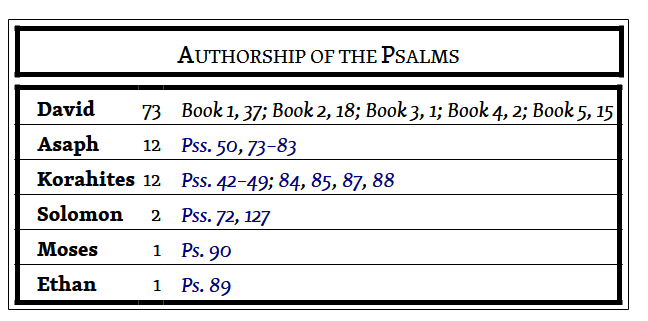 AUTHORSHIP OF THE PSALMS
David 73 Book 1, 37; Book 2, 18; Book 3, 1; Book 4, 2; Book 5, 15
Asaph 12 Pss. 50, 73–83
Korahites 12 Pss. 42–49; 84, 85, 87, 88
Solomon 2 Pss. 72, 127
Moses 1 Ps. 90
Ethan 1 Ps. 89